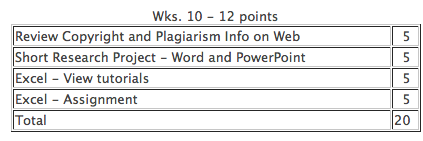 Wks. 10 – 12 points
Review Copyright and Plagiarism Info on Web 5
Short Research Project – Word and PowerPoint 5
Excel – View tutorials 5
Excel – Assignment 5
Total 20